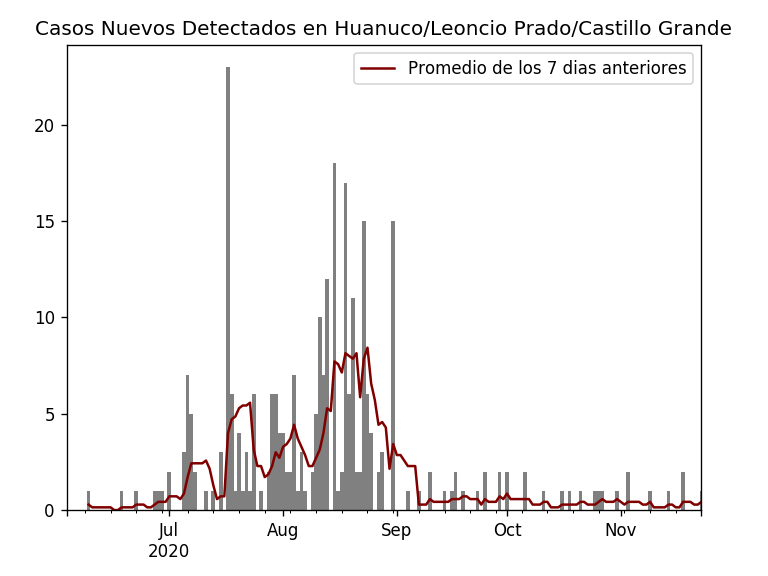 Casos Nuevos Detectados en Huanuco/Leoncio Prado/Castillo Grande
Promedio de los 7 dias anteriores
20
15
10
5
0
Jul Aug Sep Oct Nov
2020